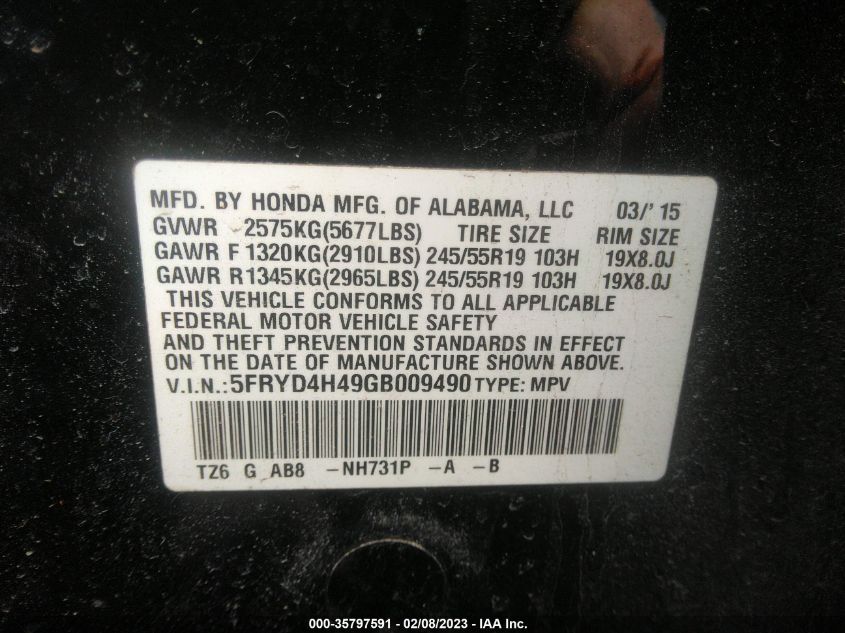 MFD. BY HONDA MFG. OF ALABAMA, LLC 03/' 15
GVWR 2575KG(5677LBS) TIRE SIZE RIM SIZE
GAWR F 1320KG(2910LBS) 245/55R19 103H 19X8.0J
GAWR R1345KG(2965LBS) 245/55R19 103H 19X8.0J
THIS VEHICLE CONFORMS TO ALL APPLICABLE
FEDERAL MOTOR VEHICLE SAFETY
AND THEFT PREVENTION STANDARDS IN EFFECT
ON THE DATE OF MANUFACTURE SHOWN ABOVE.
V.I.N.:5FRYD4H49GB009490 TYPE: MPV
TZ6 G AB8 -NH731P -A -B
000-35797591 - 02/08/2023 - IAA Inc.